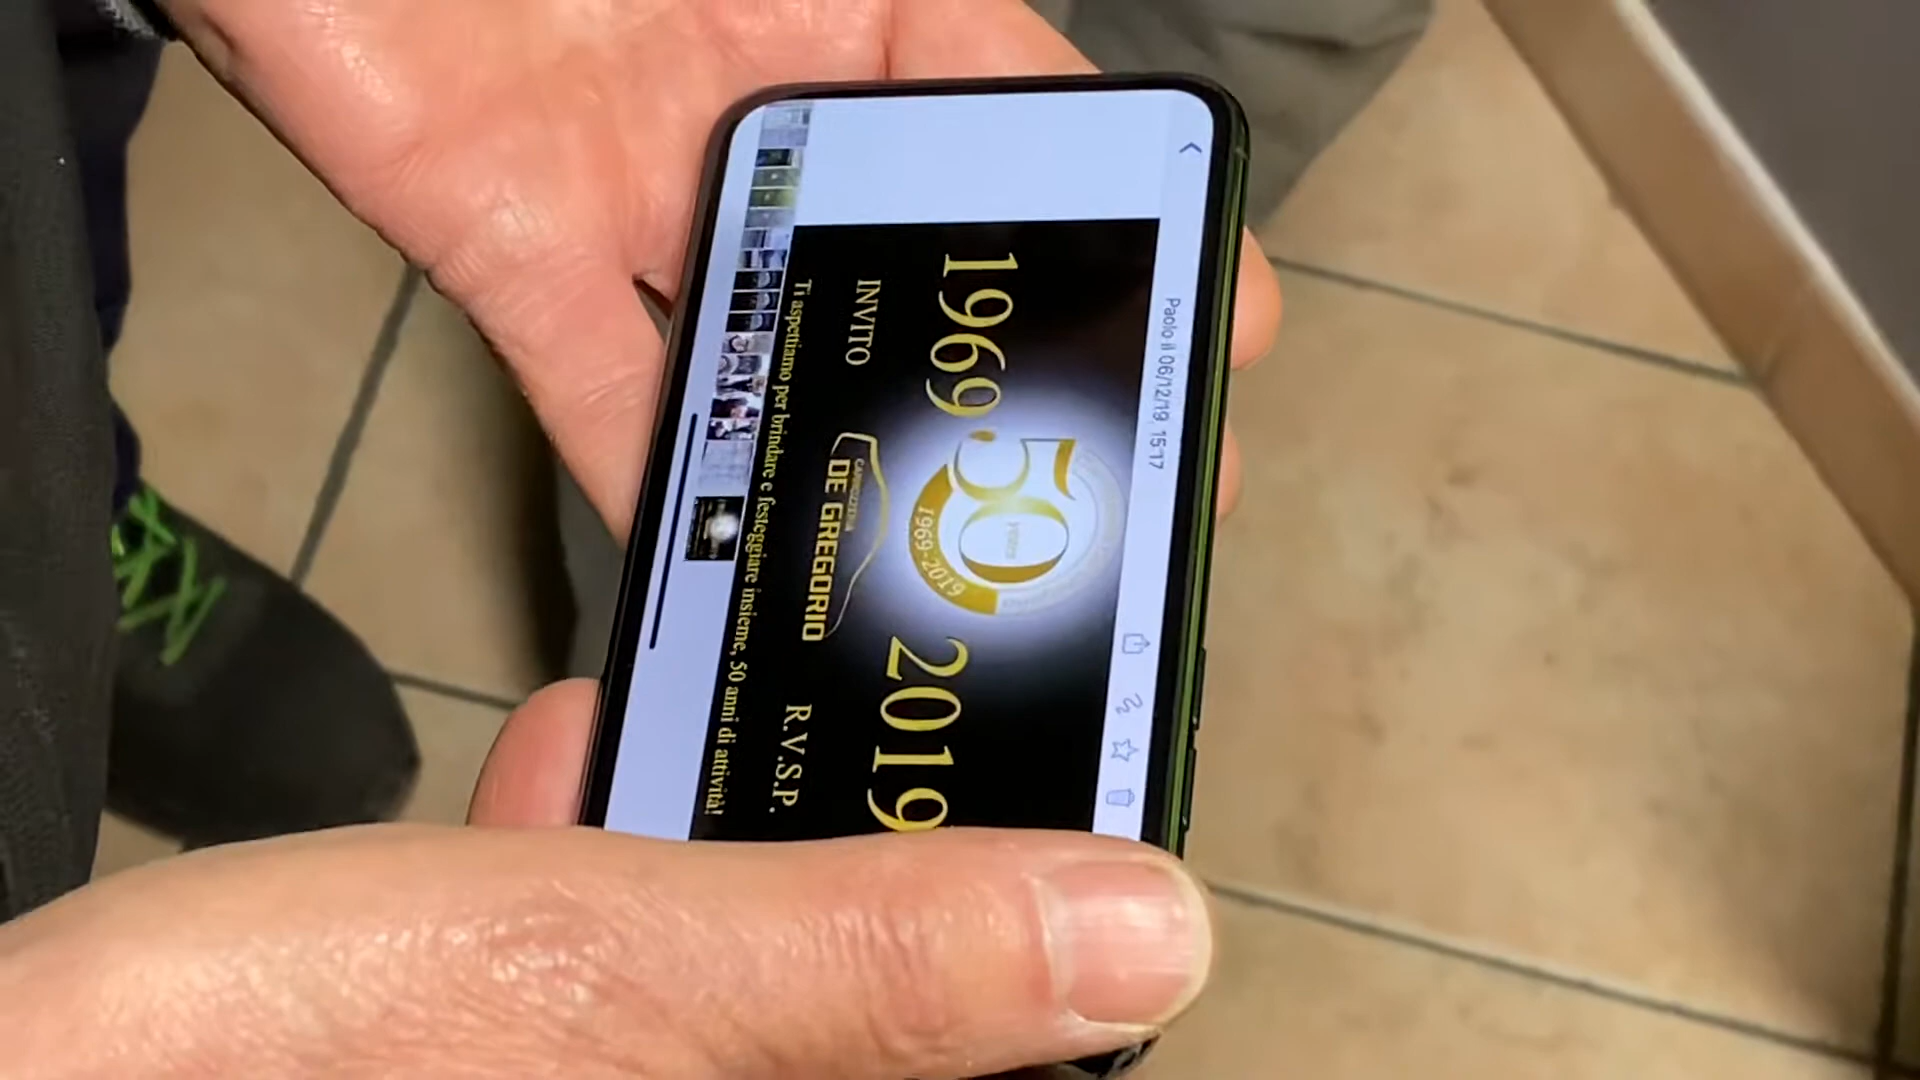 Paolo il 06/12/19, 15:17
1969
50
years
1969-2019
2019
INVITO
CARROZZERIA
DE GREGORIO
R.V.S.P.
Ti aspettiamo per brindare e festeggiare insieme, 50 anni di attività!